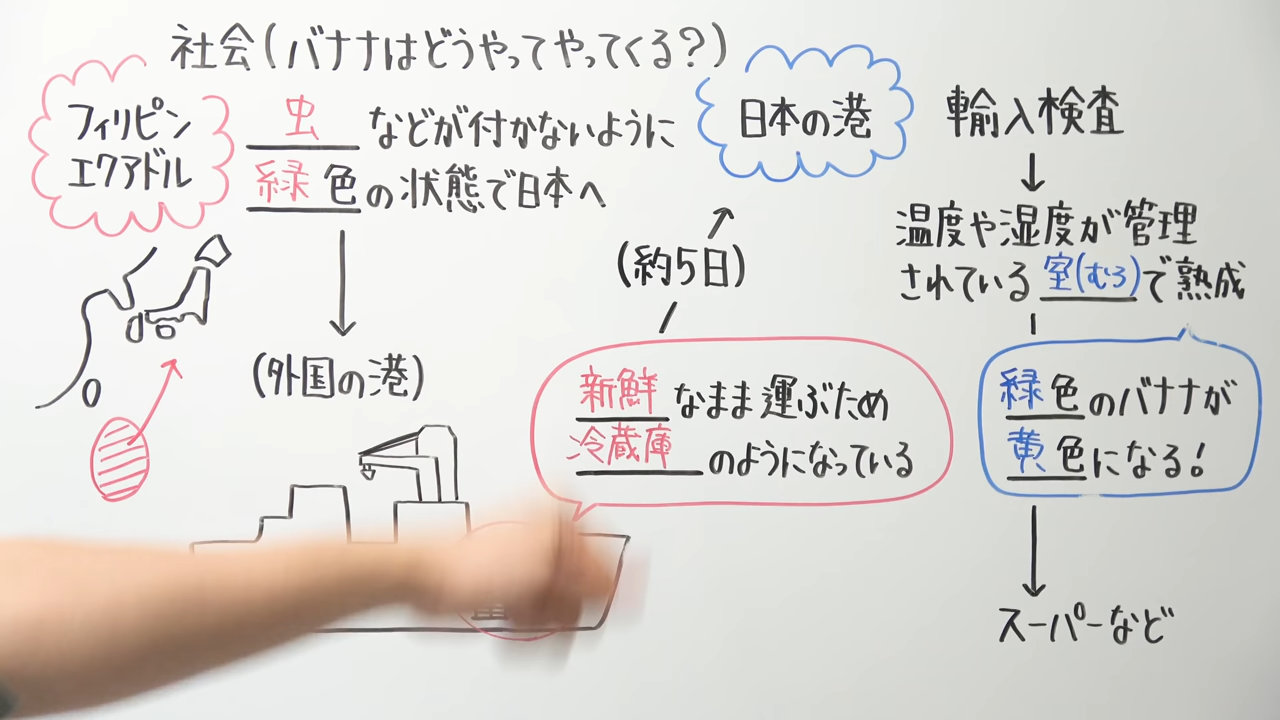 社会(バナナはどうやってやってくる?)
フィリピン
エクアドル
虫などが付かないように
緑色の状態で日本へ
(外国の港)
新鮮なまま運ぶため
冷蔵庫のようになっている
(約5日)
日本の港
輸入検査
温度や湿度が管理
されている室(むろ)で熟成
緑色のバナナが
黄色になる!
スーパーなど